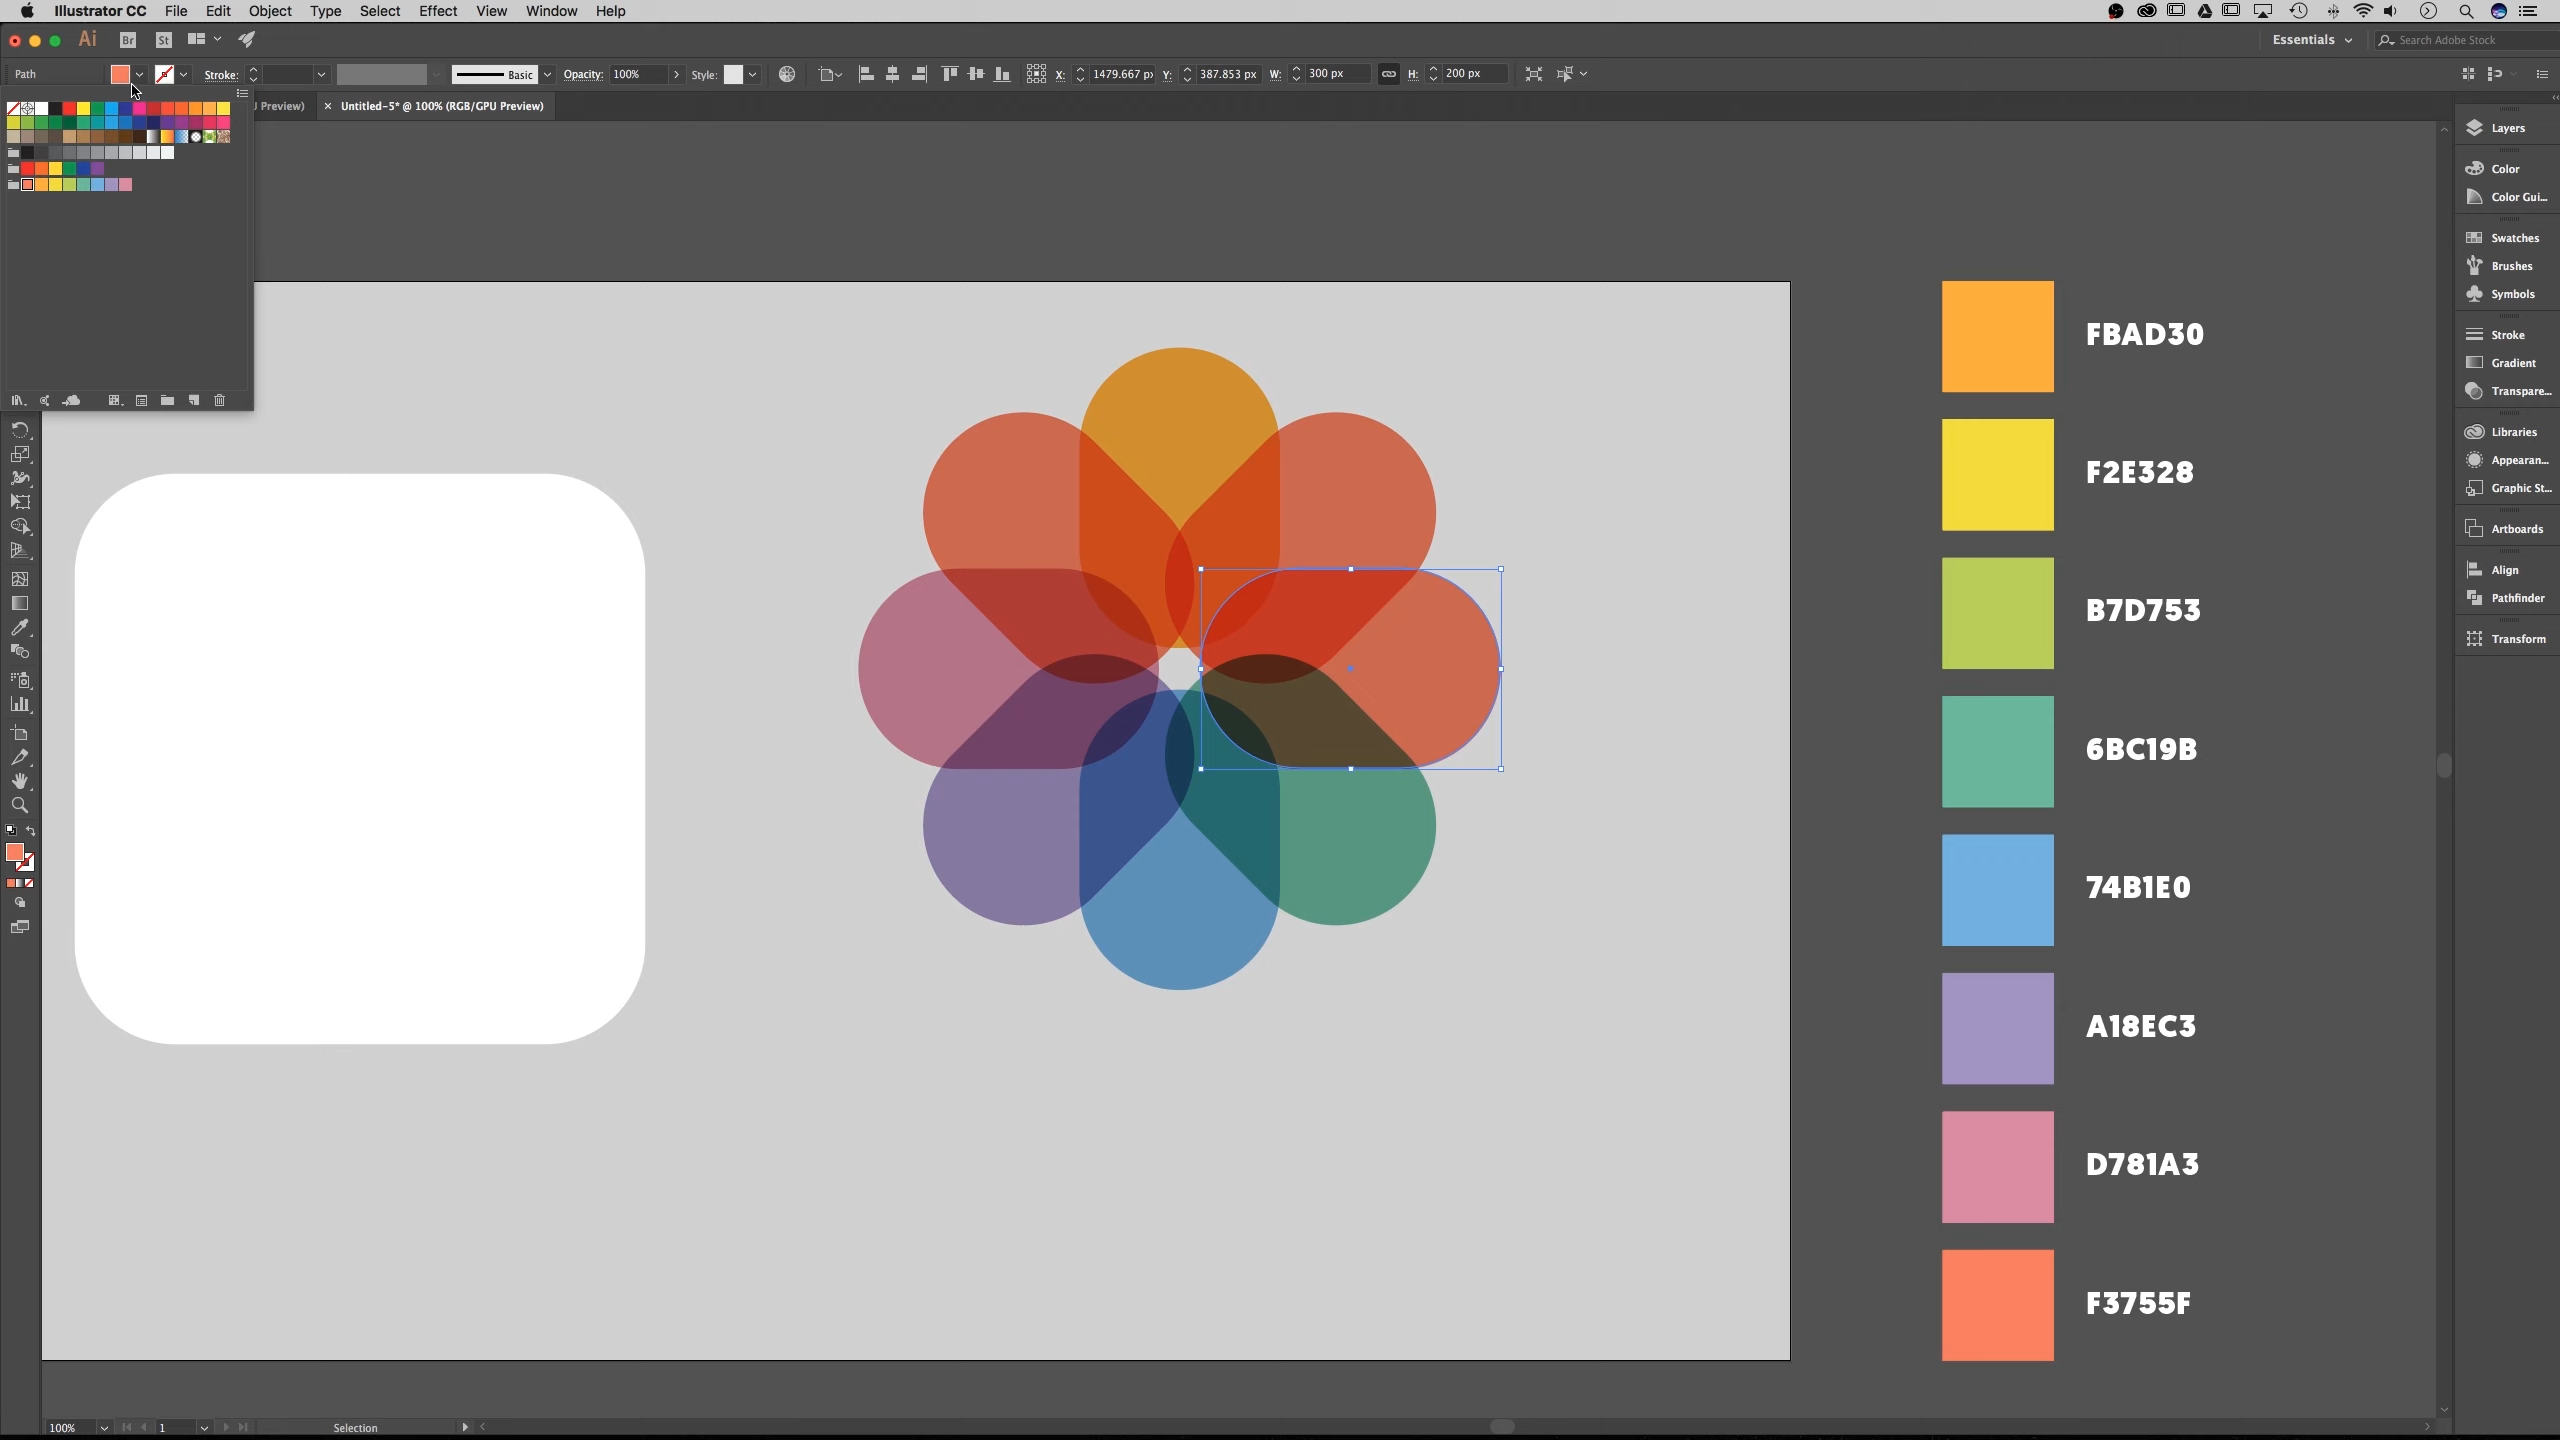 Illustrator CC File Edit Object Type Select Effect View Window Help
Ai Br St Essentials Search Adobe Stock
Path Stroke: Basic Opacity: 100% Style: X: 1479.667 px Y: 387.853 px W: 300 px H: 200 px
Preview) × Untitled-5* @ 100% (RGB/GPU Preview)
Layers
Color
Color Gui...
Swatches
Brushes
Symbols
Stroke
Gradient
Transpare...
Libraries
Appearan...
Graphic St...
Artboards
Align
Pathfinder
Transform
FBAD30
F2E328
B7D753
6BC19B
74B1E0
A18EC3
D781A3
F3755F
100% 1 Selection